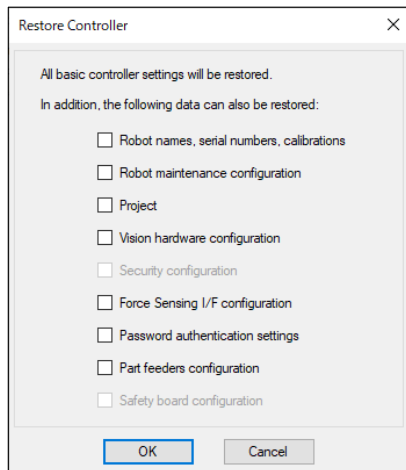 Restore Controller
All basic controller settings will be restored.
In addition, the following data can also be restored:
Robot names, serial numbers, calibrations
Robot maintenance configuration
Project
Vision hardware configuration
Security configuration
Force Sensing I/F configuration
Password authentication settings
Part feeders configuration
Safety board configuration
OK Cancel